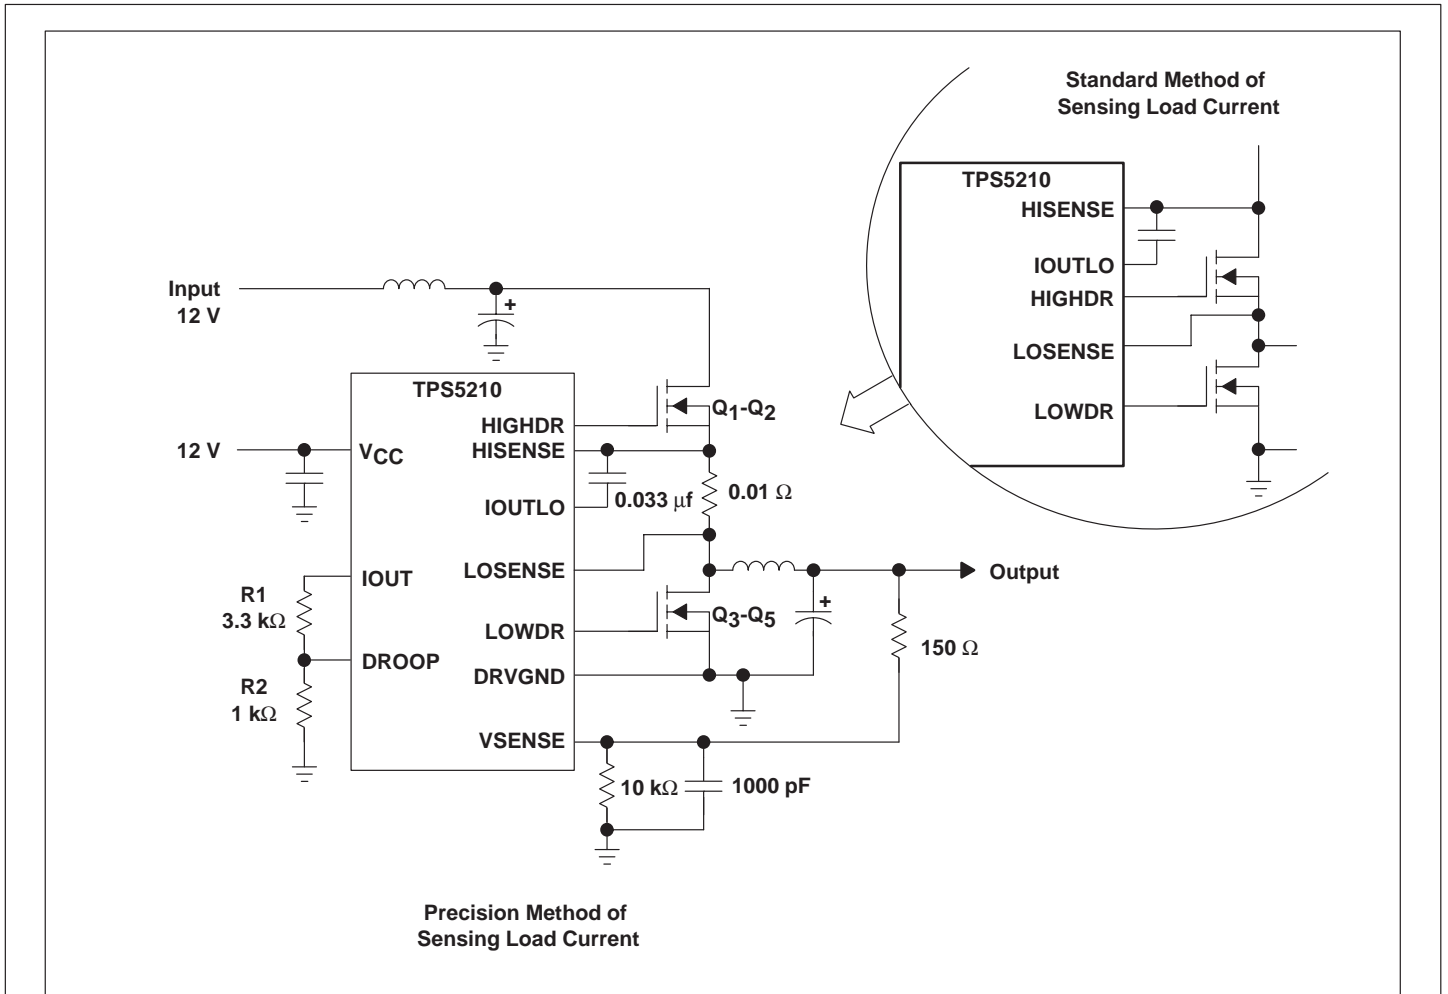 Standard Method of
Sensing Load Current
TPS5210
HISENSE
IOUTLO
HIGHDR
LOSENSE
LOWDR
Input
12 V
+
TPS5210
HIGHDR
Q1-Q2
12 V
VCC
HISENSE
0.033 μf
0.01 Ω
IOUTLO
LOSENSE
Output
IOUT
R1
3.3 kΩ
+
LOWDR
Q3-Q5
150 Ω
DROOP
DRVGND
R2
1 kΩ
VSENSE
10 kΩ
1000 pF
Precision Method of
Sensing Load Current